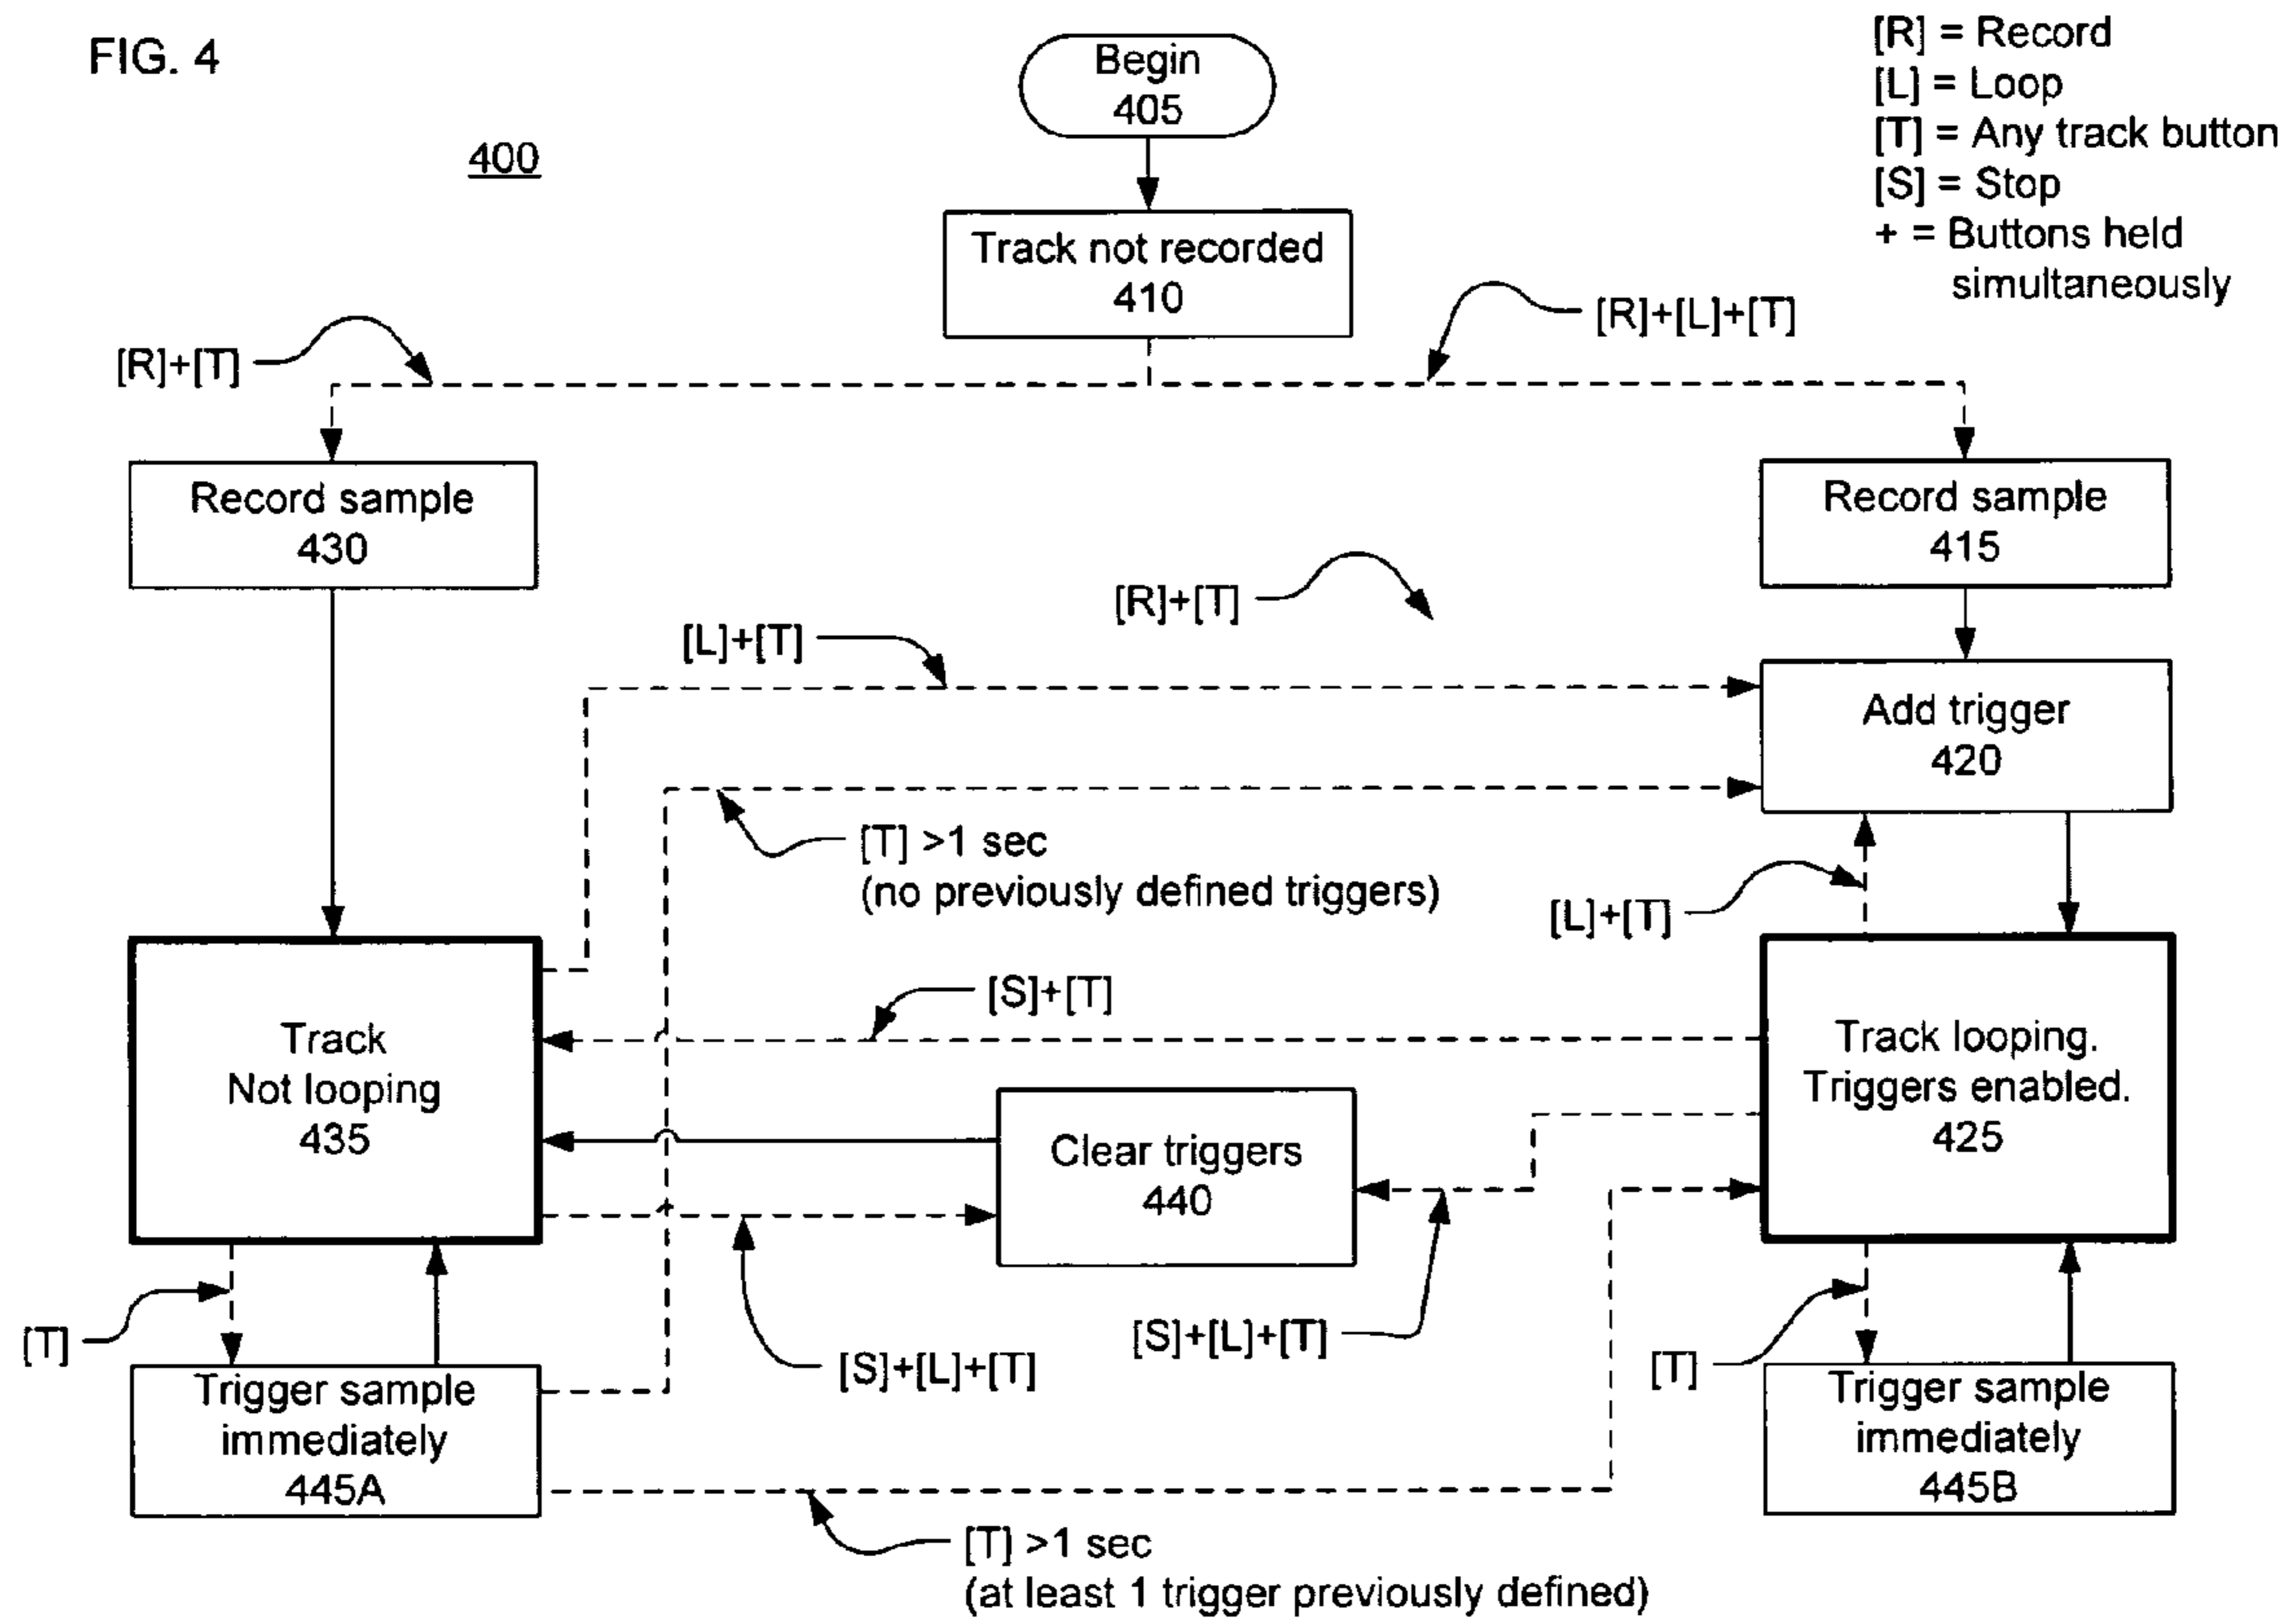 FIG. 4
400
Begin
405
[R] = Record
[L] = Loop
[T] = Any track button
[S] = Stop
+ = Buttons held
simultaneously
Track not recorded
410
[R]+[T]
[R]+[L]+[T]
Record sample
430
Record sample
415
[R]+[T]
[L]+[T]
Add trigger
420
[T] >1 sec
(no previously defined triggers)
[L]+[T]
[S]+[T]
Track
Not looping
435
Track looping.
Triggers enabled.
425
Clear triggers
440
[T]
[S]+[L]+[T]
[S]+[L]+[T]
[T]
Trigger sample
immediately
445A
Trigger sample
immediately
445B
[T] >1 sec
(at least 1 trigger previously defined)